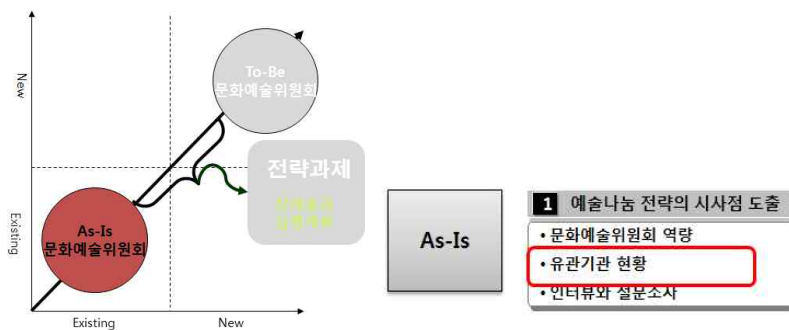 New
Existing
To-Be
문화예술위원회
전략과제
As-Is
문화예술위원회
Existing
New
As-Is
1 예술나눔 전략의 시사점 도출
• 문화예술위원회 역량
• 유관기관 현황
• 인터뷰와 설문조사